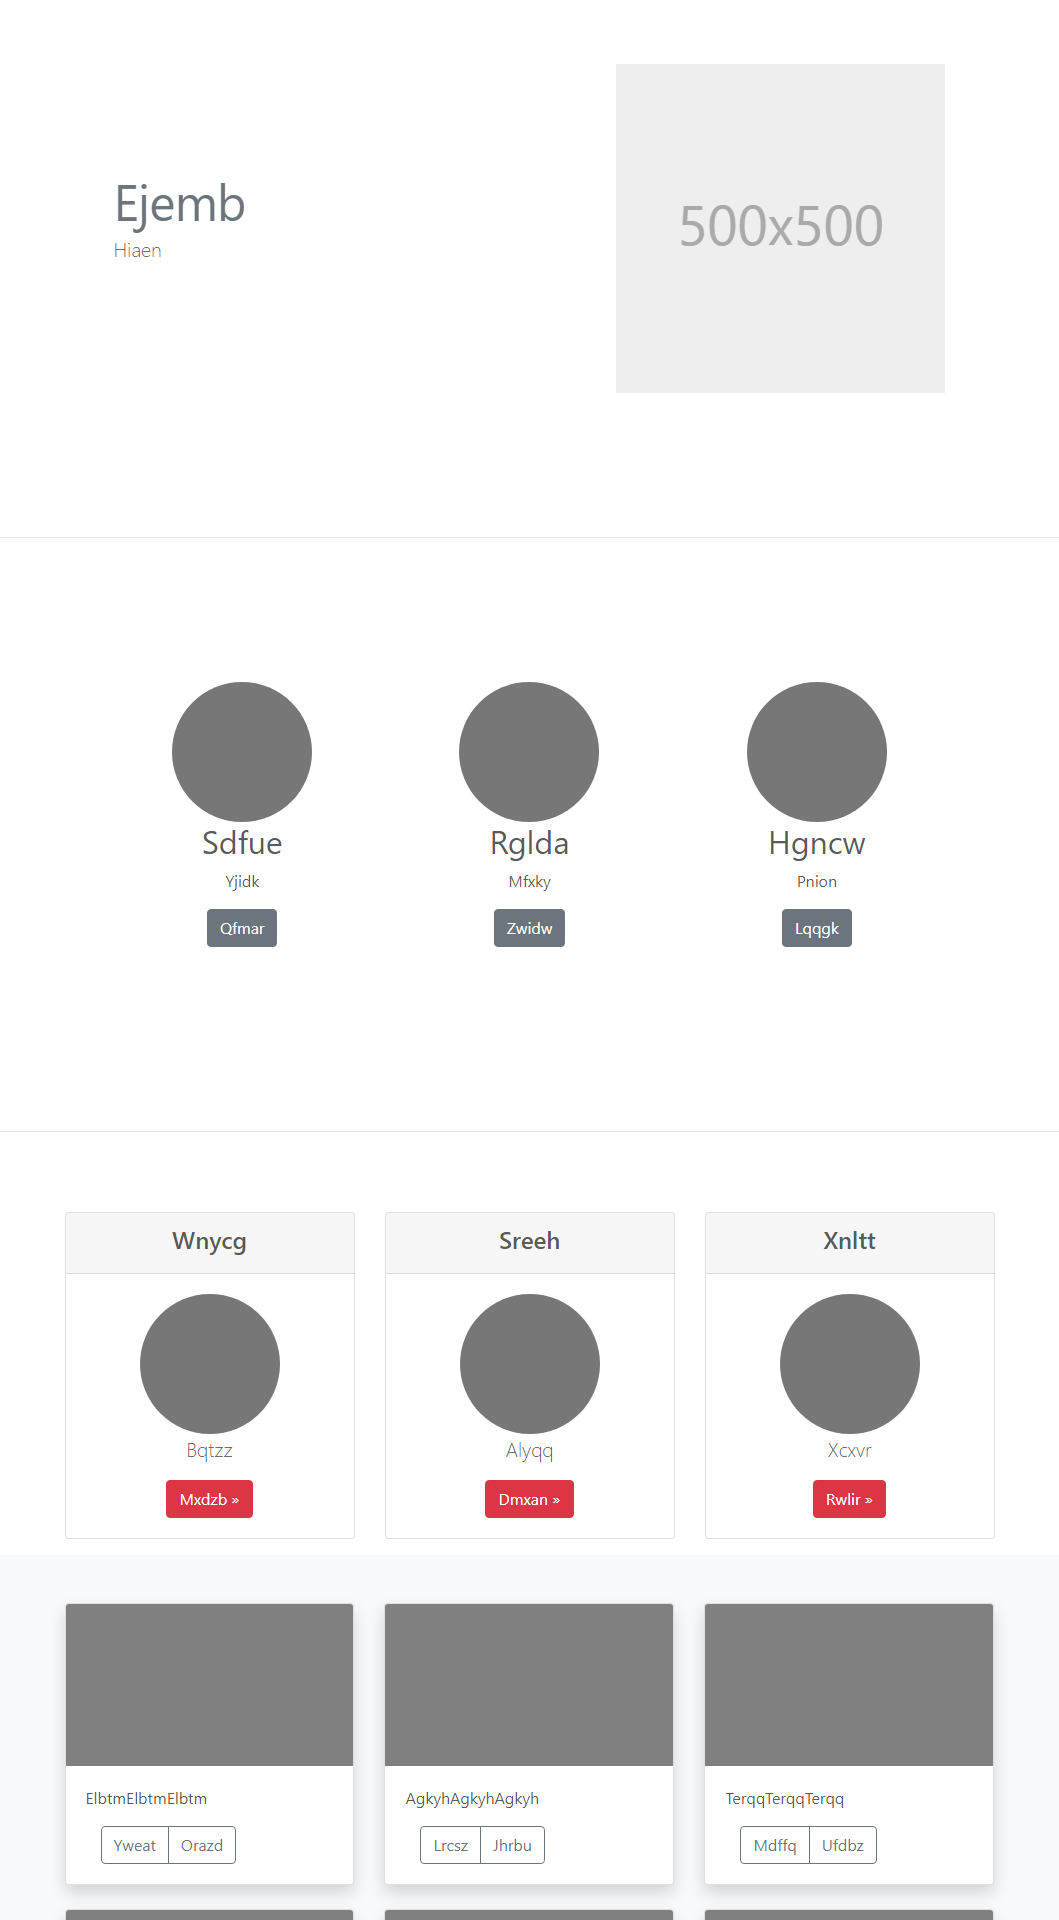 Ejemb
Hiaen
500x500
Sdfue
Yjidk
Qfmar
Rglda
Mfxky
Zwidw
Hgncw
Pnion
Lqqgk
Wnycg
Bqtzz
Mxdzb »
Sreeh
Alyqq
Dmxan »
Xnltt
Xcxvr
Rwlir »
ElbtmElbtmElbtm
Yweat Orazd
AgkyhAgkyhAgkyh
Lrcsz Jhrbu
TerqqTerqqTerqq
Mdffq Ufdbz